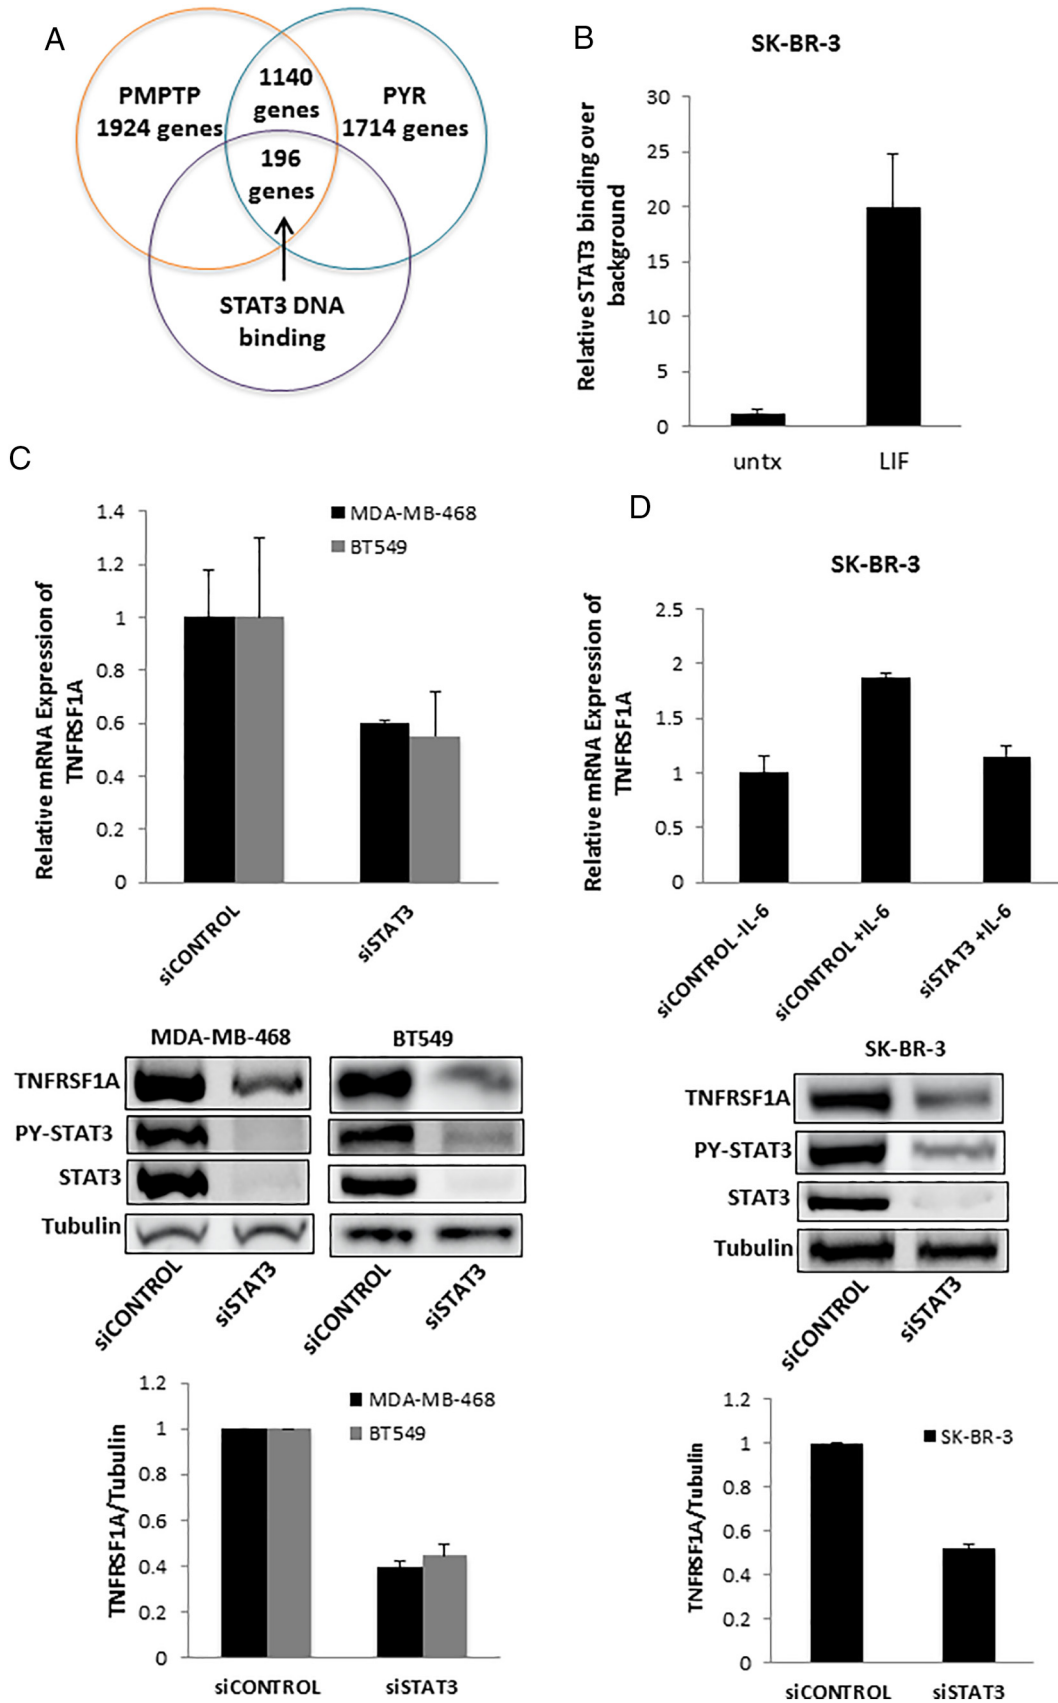 A
PMPTP
1924 genes
1140
genes
PYR
1714 genes
196
genes
STAT3 DNA
binding
B
SK-BR-3
Relative STAT3 binding over
background
30
25
20
15
10
5
0
untx
LIF
C
MDA-MB-468
BT549
Relative mRNA Expression of
TNFRSF1A
1.4
1.2
1
0.8
0.6
0.4
0.2
0
siCONTROL
siSTAT3
MDA-MB-468
BT549
TNFRSF1A
PY-STAT3
STAT3
Tubulin
siCONTROL
siSTAT3
siCONTROL
siSTAT3
MDA-MB-468
BT549
TNFRSF1A/Tubulin
1.2
1
0.8
0.6
0.4
0.2
0
siCONTROL
siSTAT3
D
SK-BR-3
Relative mRNA Expression of
TNFRSF1A
2.5
2
1.5
1
0.5
0
siCONTROL -IL-6
siCONTROL +IL-6
siSTAT3 +IL-6
SK-BR-3
TNFRSF1A
PY-STAT3
STAT3
Tubulin
siCONTROL
siSTAT3
SK-BR-3
TNFRSF1A/Tubulin
1.2
1
0.8
0.6
0.4
0.2
0
siCONTROL
siSTAT3